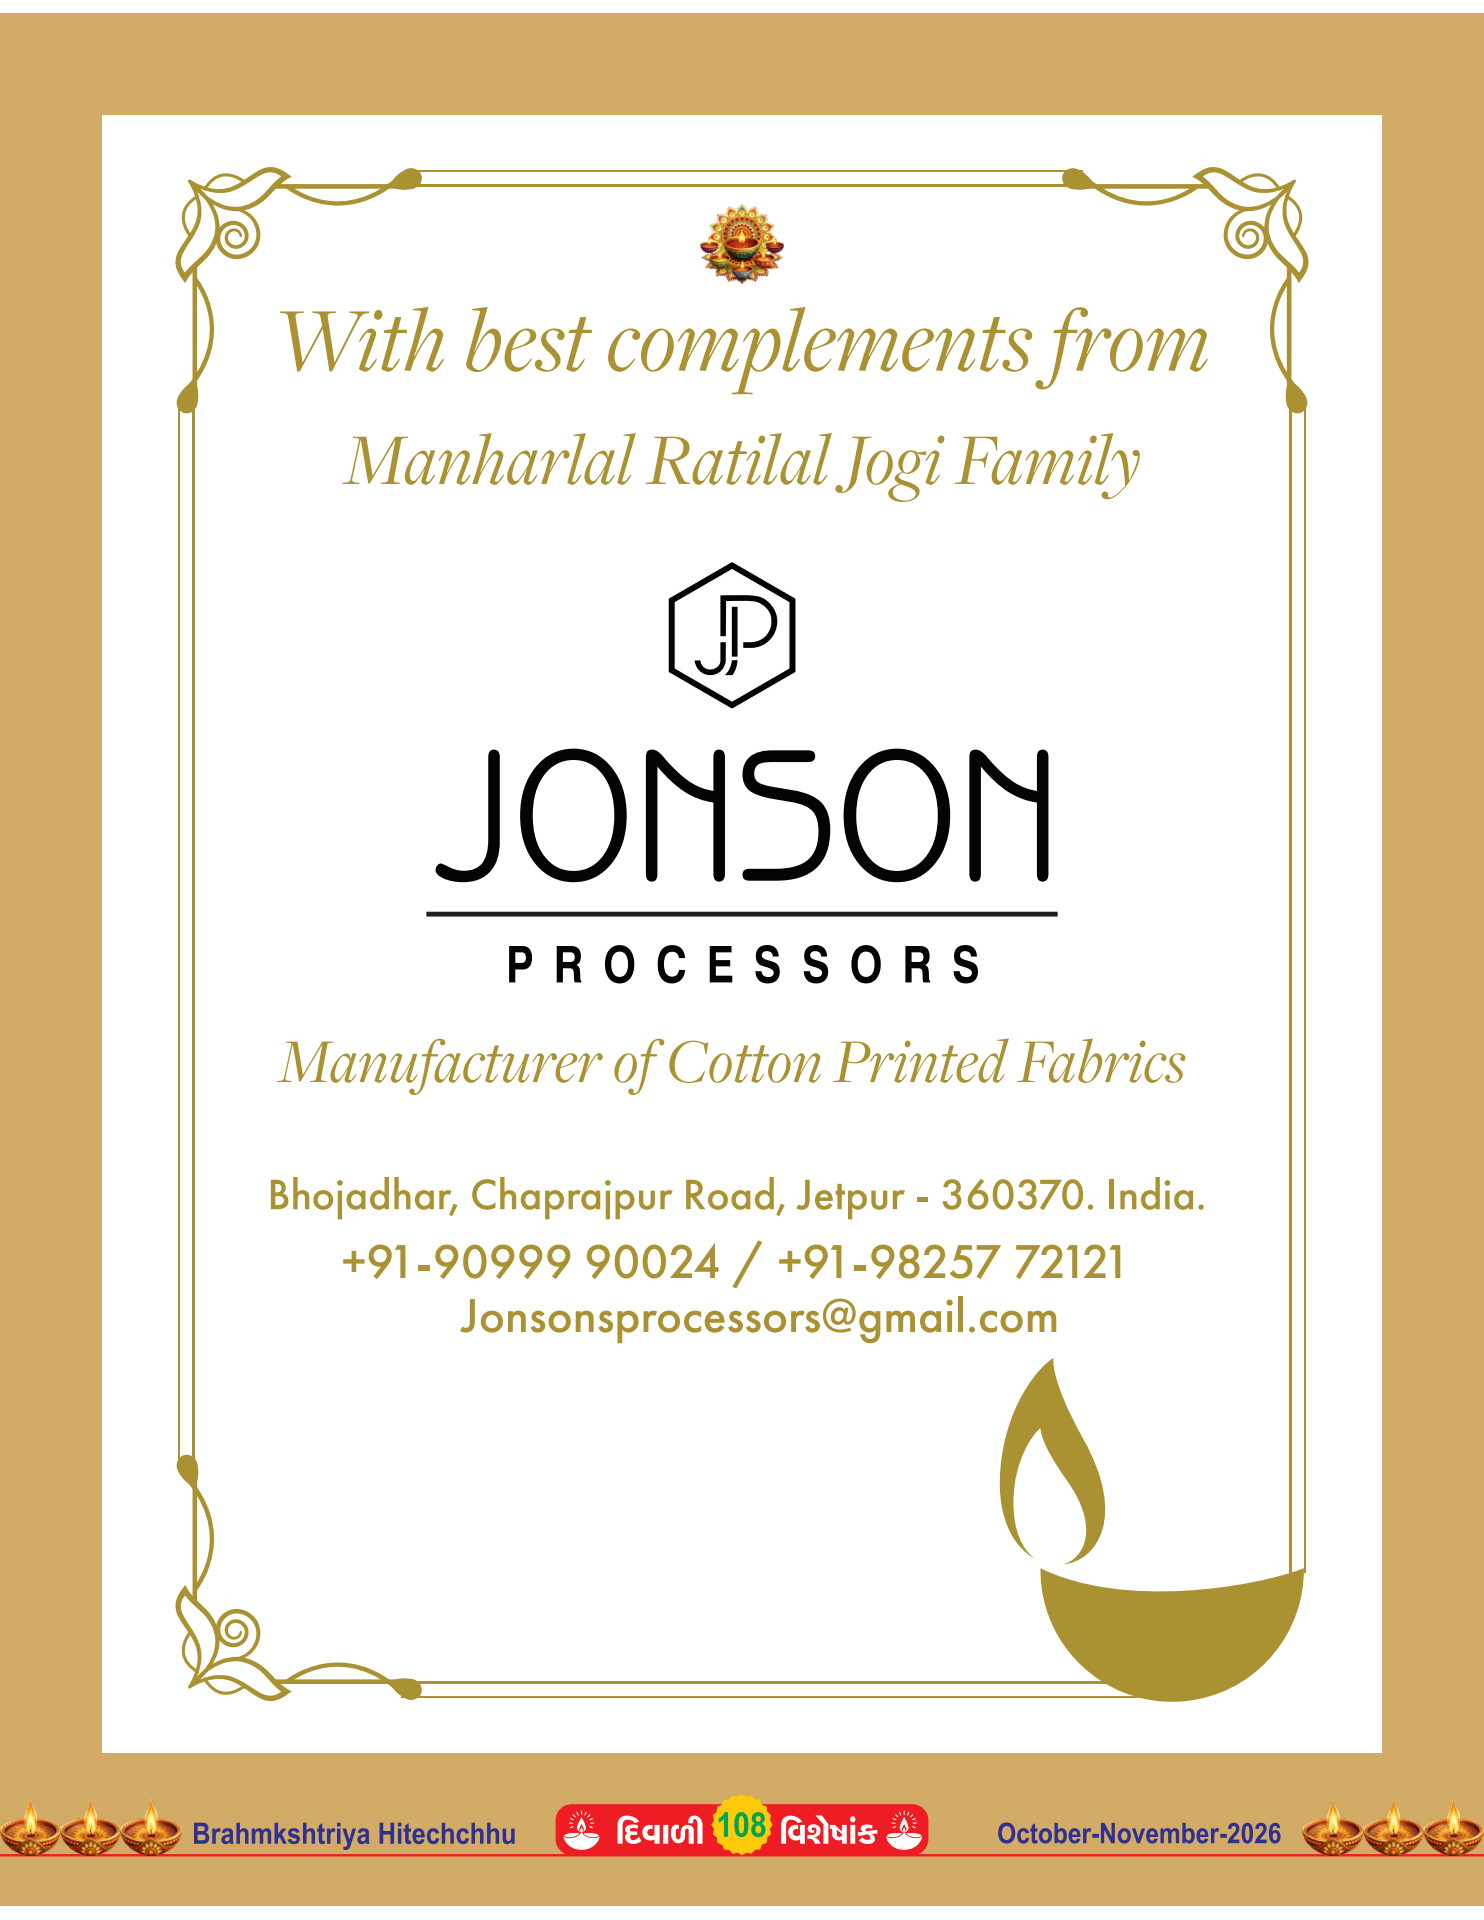 With best complements from
Manharlal Ratilal Jogi Family
JP
JONSON
PROCESSORS
Manufacturer of Cotton Printed Fabrics
Bhojadhar, Chaprajpur Road, Jetpur - 360370. India.
+91-90999 90024 / +91-98257 72121
Jonsonsprocessors@gmail.com
Brahmkshtriya Hitechchhu દિવાળી 108 વિશેષાંક October-November-2026